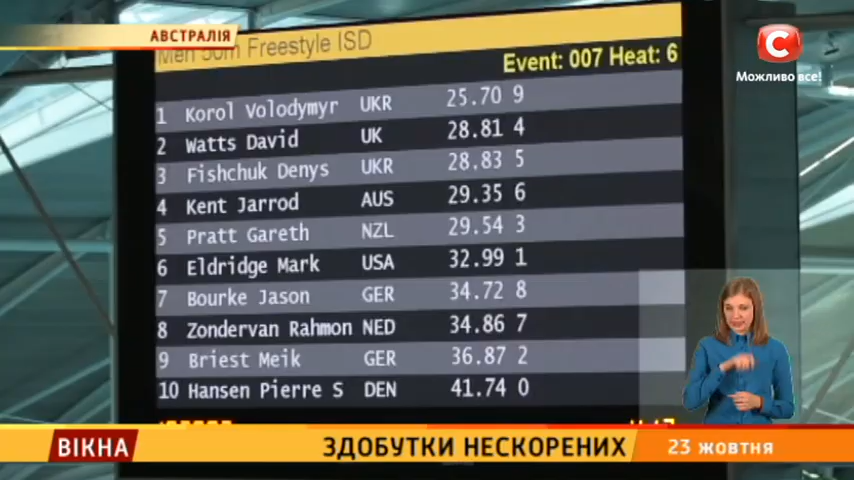 АВСТРАЛІЯ
Men 50m Freestyle ISD
Event: 007 Heat: 6
Можливо все!
1 Korol Volodymyr UKR 25.70 9
2 Watts David UK 28.81 4
3 Fishchuk Denys UKR 28.83 5
4 Kent Jarrod AUS 29.35 6
5 Pratt Gareth NZL 29.54 3
6 Eldridge Mark USA 32.99 1
7 Bourke Jason GER 34.72 8
8 Zondervan Rahmon NED 34.86 7
9 Briest Meik GER 36.87 2
10 Hansen Pierre S DEN 41.74 0
ВІКНА ЗДОБУТКИ НЕСКОРЕНИХ 23 жовтня